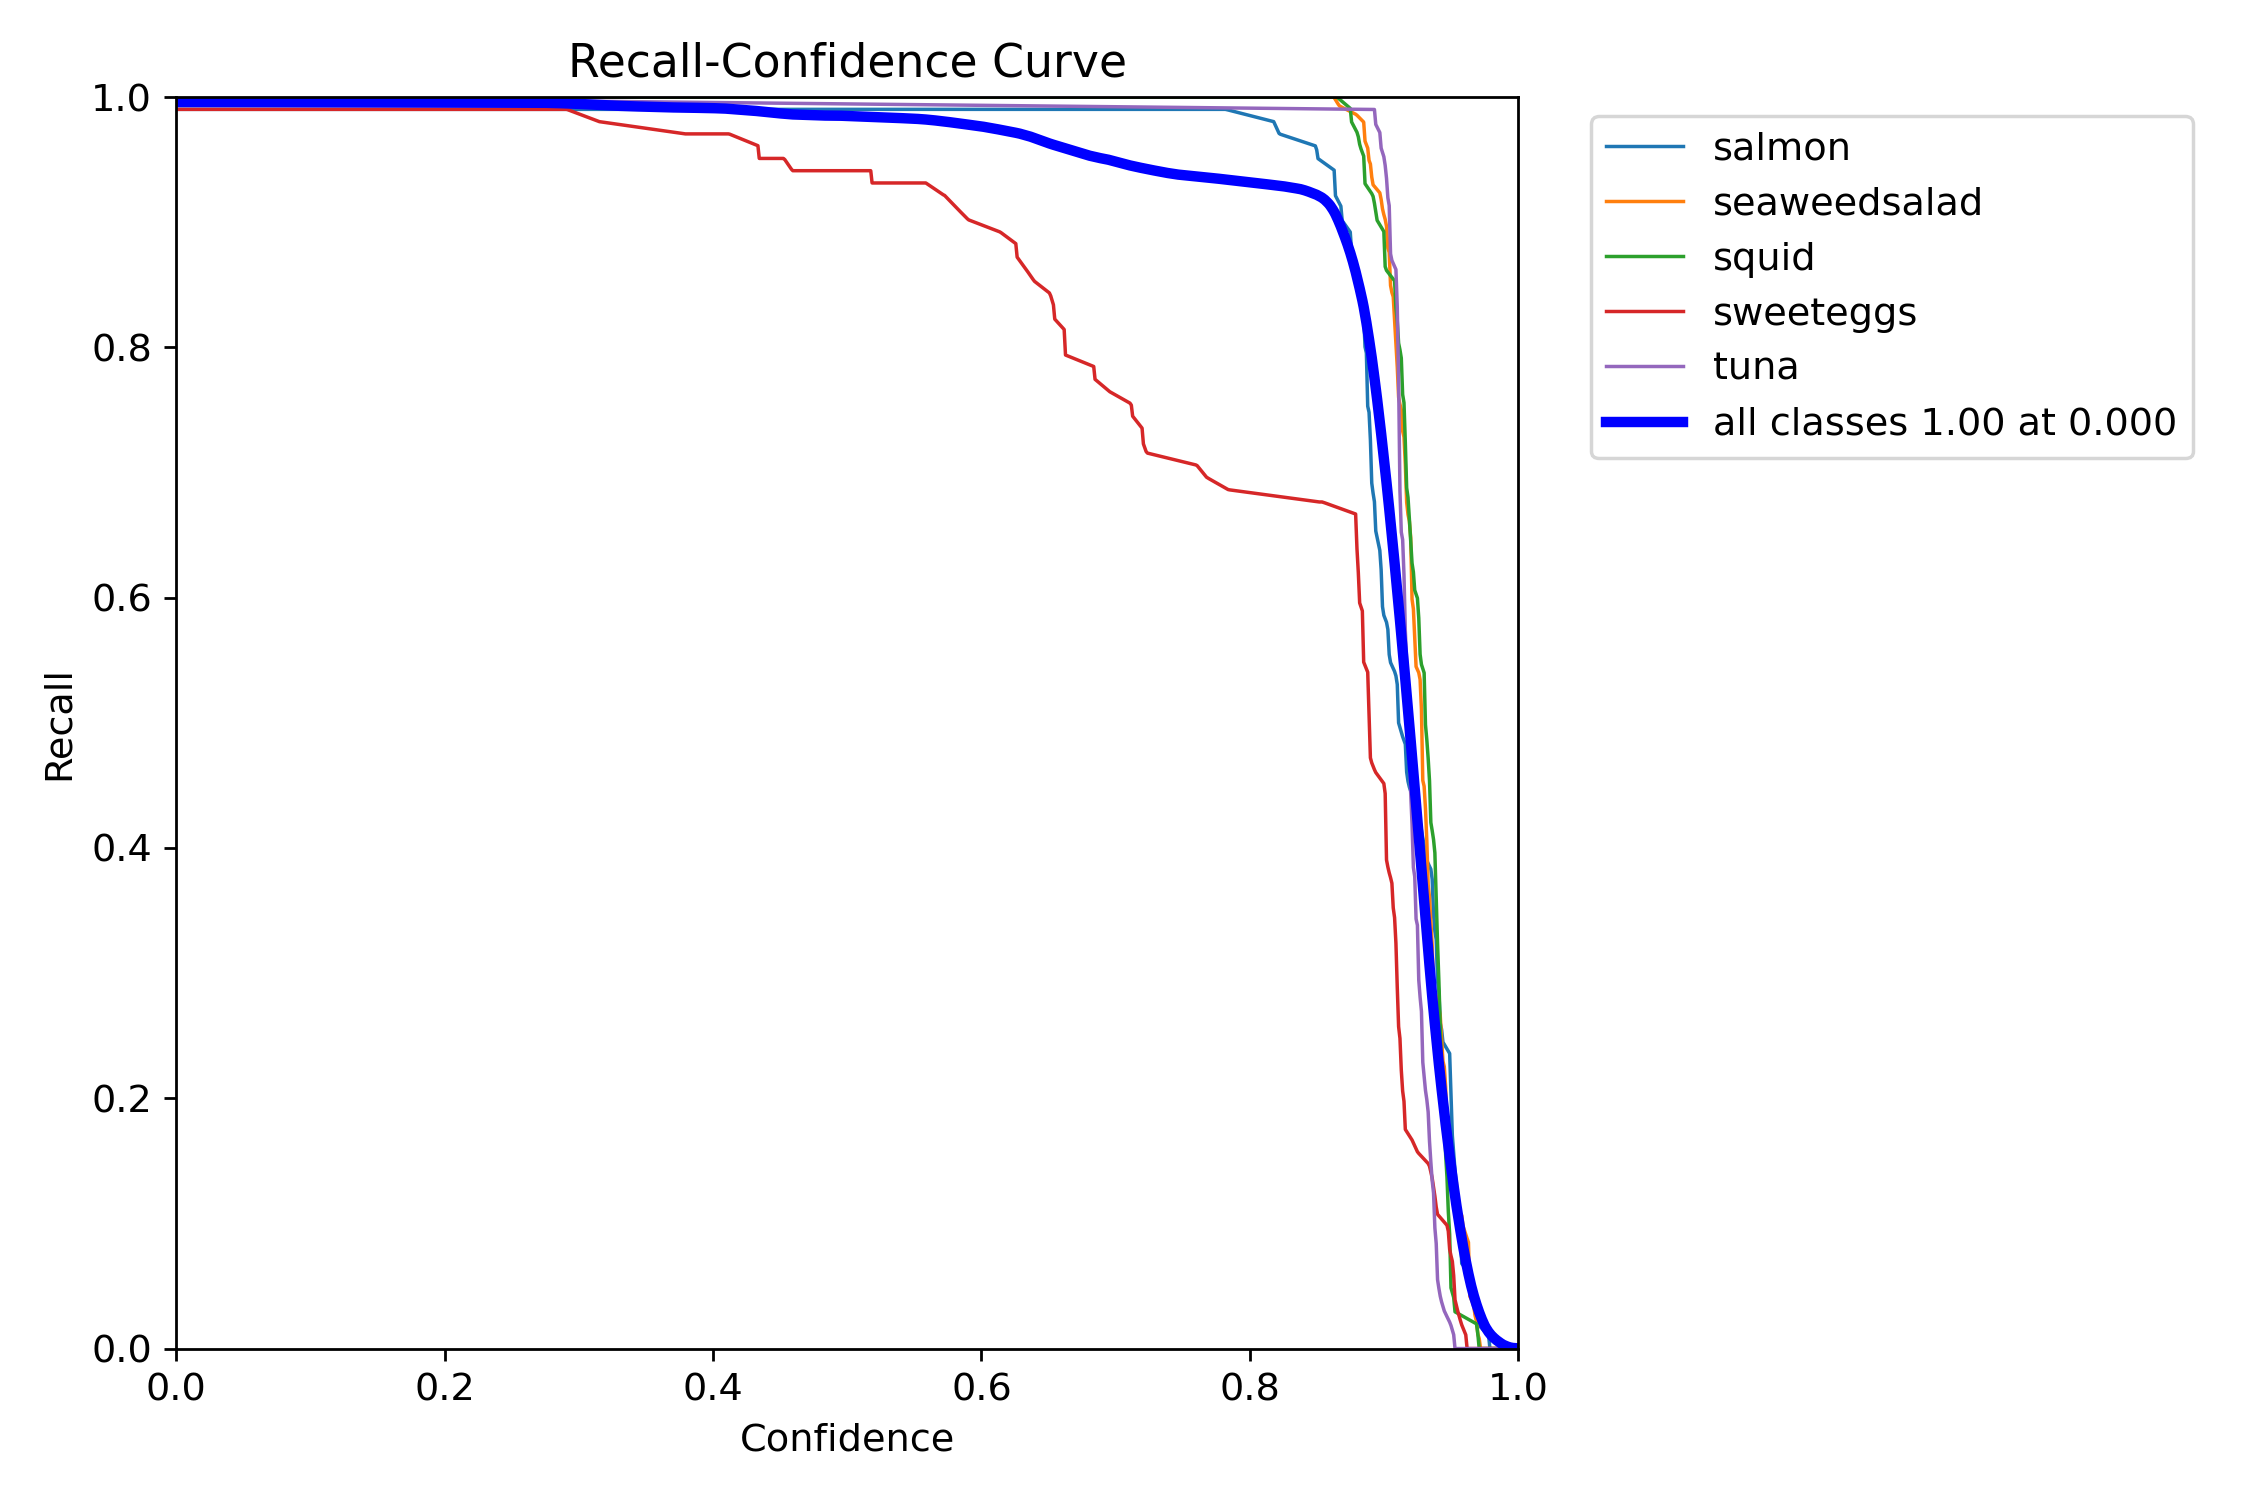 Recall-Confidence Curve
1.0
0.8
0.6
0.4
0.2
0.0
Recall
0.0 0.2 0.4 0.6 0.8 1.0
Confidence
salmon
seaweedsalad
squid
sweeteggs
tuna
all classes 1.00 at 0.000